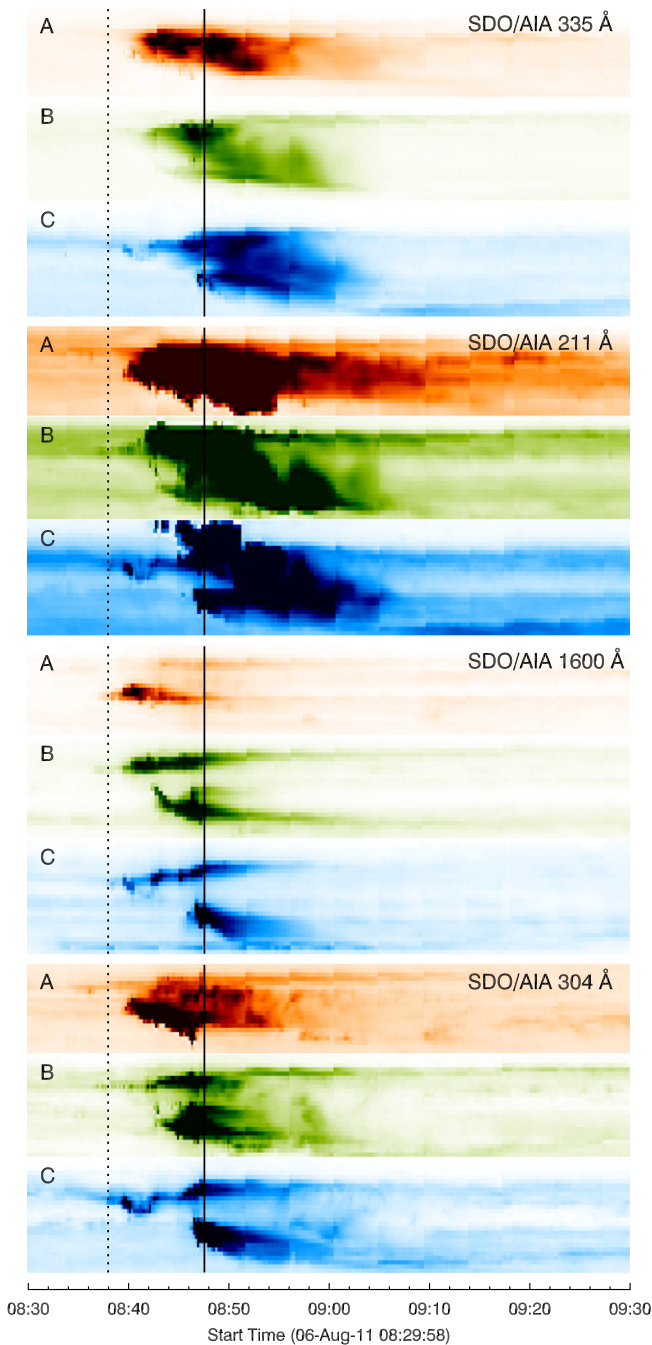 A SDO/AIA 335 Å
B
C
A SDO/AIA 211 Å
B
C
A SDO/AIA 1600 Å
B
C
A SDO/AIA 304 Å
B
C
08:30 08:40 08:50 09:00 09:10 09:20 09:30
Start Time (06-Aug-11 08:29:58)